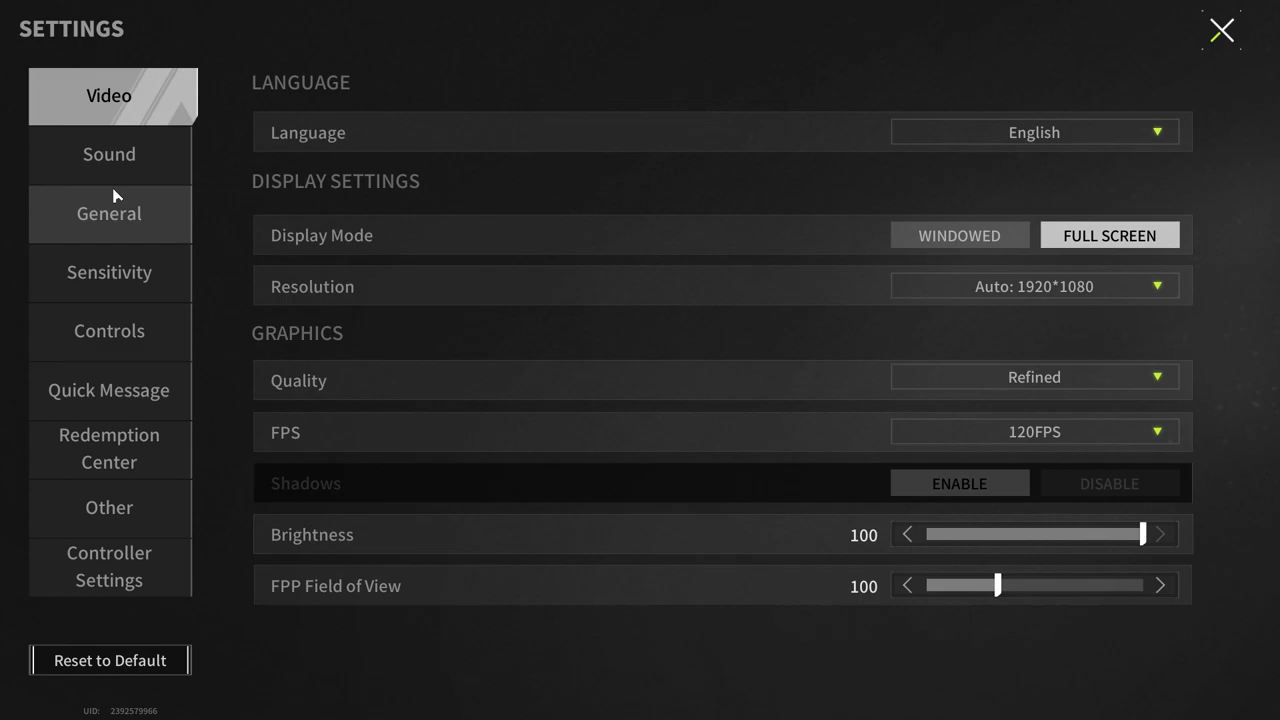 SETTINGS
Video
Sound
General
Sensitivity
Controls
Quick Message
Redemption
Center
Other
Controller
Settings
Reset to Default
UID: 2392579966
LANGUAGE
Language English
DISPLAY SETTINGS
Display Mode WINDOWED FULL SCREEN
Resolution Auto: 1920*1080
GRAPHICS
Quality Refined
FPS 120FPS
Shadows ENABLE DISABLE
Brightness 100
FPP Field of View 100